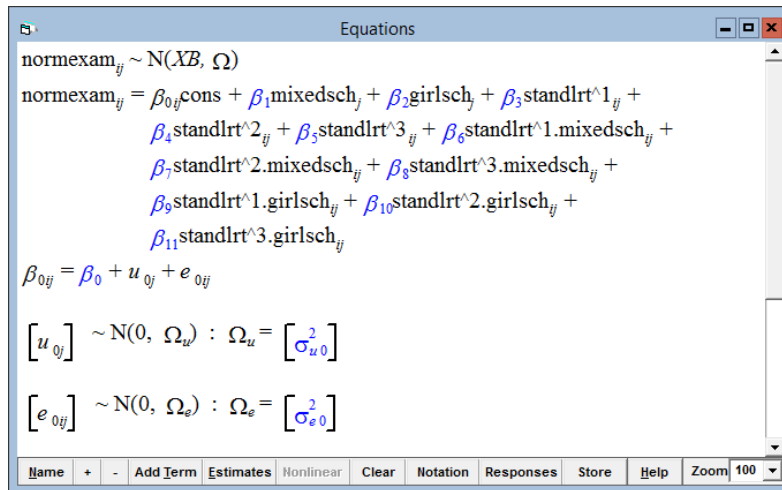 Equations
normexam_ij ~ N(XB, Ω)
normexam_ij = β_0ij cons + β_1 mixedsch_j + β_2 girlsch_j + β_3 standlrt^1_ij +
β_4 standlrt^2_ij + β_5 standlrt^3_ij + β_6 standlrt^1.mixedsch_ij +
β_7 standlrt^2.mixedsch_ij + β_8 standlrt^3.mixedsch_ij +
β_9 standlrt^1.girlsch_ij + β_10 standlrt^2.girlsch_ij +
β_11 standlrt^3.girlsch_ij
β_0ij = β_0 + u_0j + e_0ij
[u_0j] ~ N(0, Ω_u) : Ω_u = [σ²_u0]
[e_0ij] ~ N(0, Ω_e) : Ω_e = [σ²_e0]
Name + - Add Term Estimates Nonlinear Clear Notation Responses Store Help Zoom 100